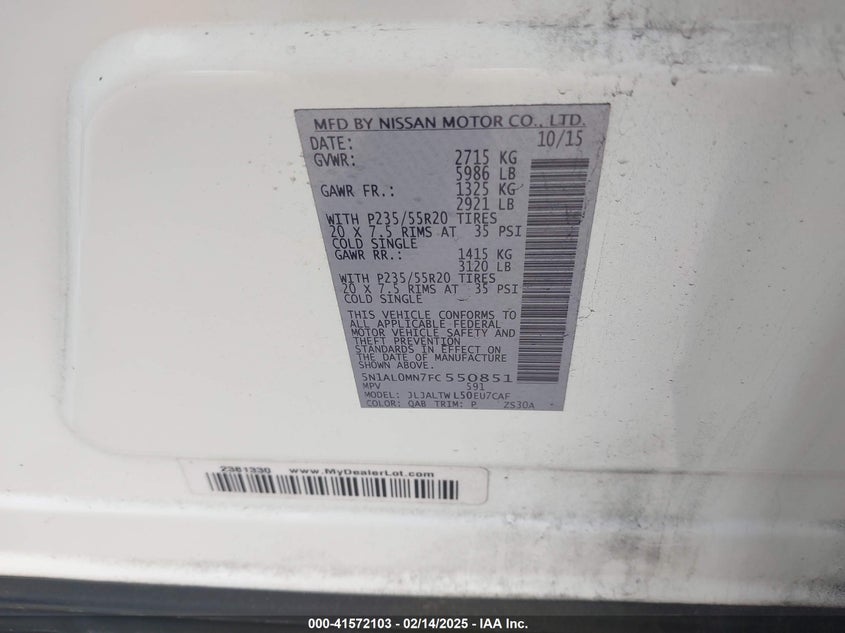 MFD BY NISSAN MOTOR CO., LTD.
DATE: 10/15
GVWR: 2715 KG
5986 LB
GAWR FR.: 1325 KG
2921 LB
WITH P235/55R20 TIRES
20 X 7.5 RIMS AT 35 PSI
COLD SINGLE
GAWR RR.: 1415 KG
3120 LB
WITH P235/55R20 TIRES
20 X 7.5 RIMS AT 35 PSI
COLD SINGLE
THIS VEHICLE CONFORMS TO
ALL APPLICABLE FEDERAL
MOTOR VEHICLE SAFETY AND
THEFT PREVENTION
STANDARDS IN EFFECT ON
THE DATE OF MANUFACTURE
SHOWN ABOVE.
5N1AL0MN7FC550851
MPV 591
MODEL: JLJALTWL50EU7CAF
COLOR: QAB TRIM: P ZS30A
2381330 www.MyDealerLot.com
000-41572103 - 02/14/2025 - IAA Inc.